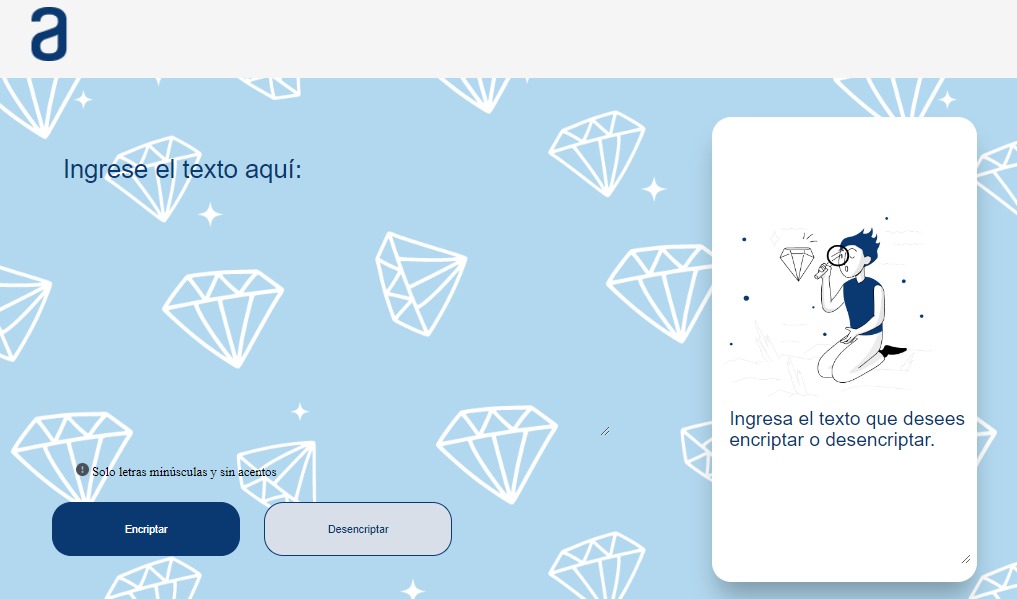 a
Ingrese el texto aquí:
Solo letras minúsculas y sin acentos
Encriptar
Desencriptar
Ingresa el texto que desees
encriptar o desencriptar.